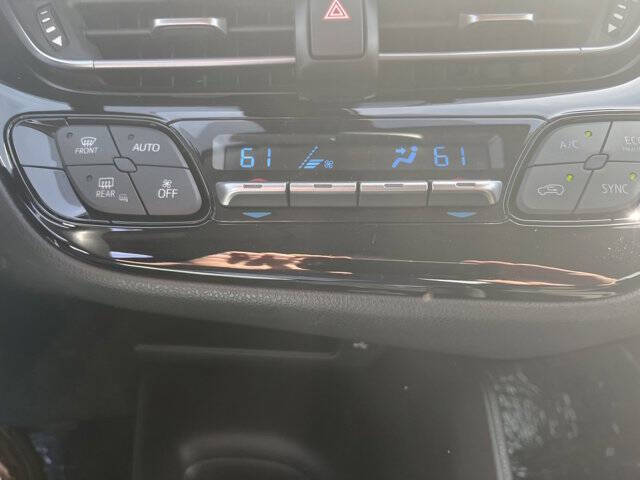 FRONT
AUTO
REAR
OFF
61
61
A/C
ECO
SYNC